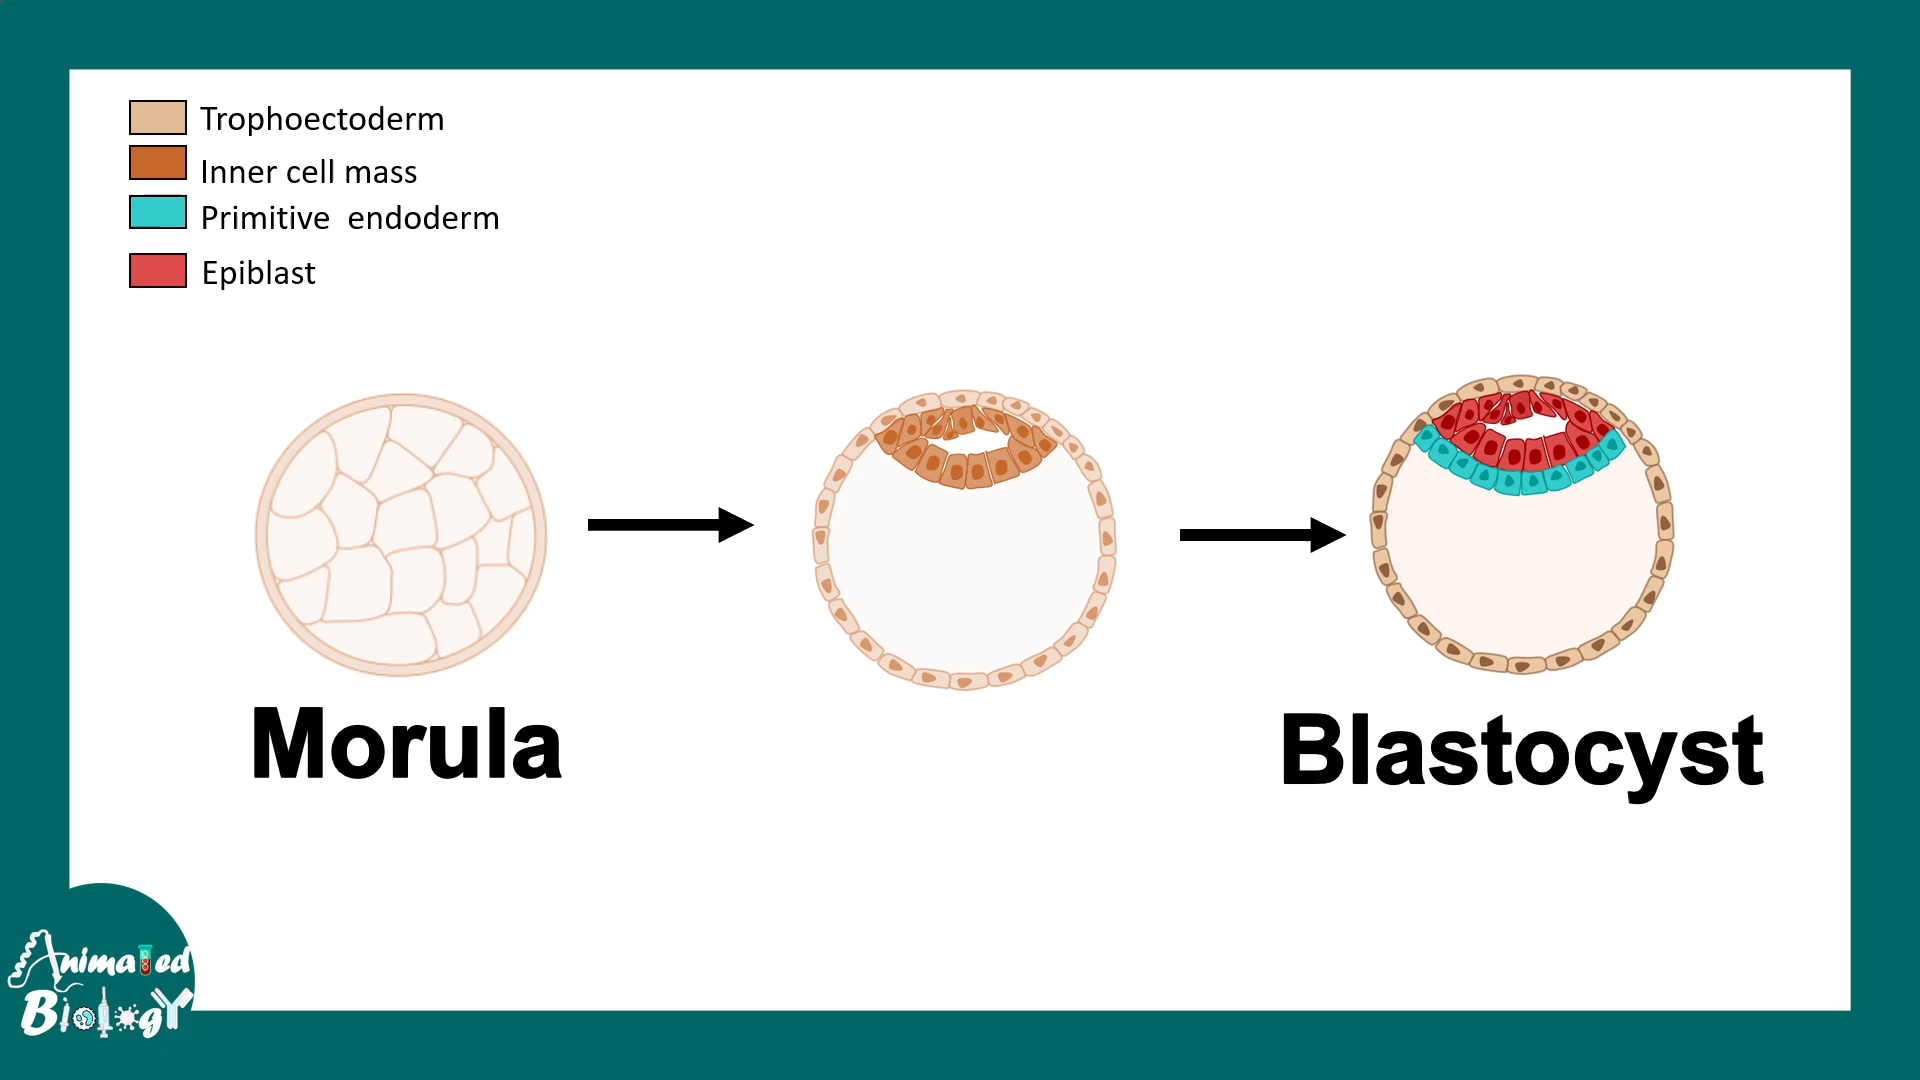 Trophoectoderm
Inner cell mass
Primitive endoderm
Epiblast
Morula
Blastocyst
Animated
Biology